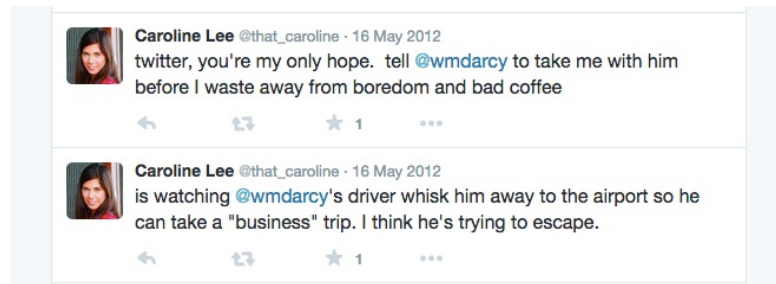 Caroline Lee @that_caroline · 16 May 2012
twitter, you're my only hope.  tell @wmdarcy to take me with him
before I waste away from boredom and bad coffee
1
Caroline Lee @that_caroline · 16 May 2012
is watching @wmdarcy's driver whisk him away to the airport so he
can take a "business" trip. I think he's trying to escape.
1